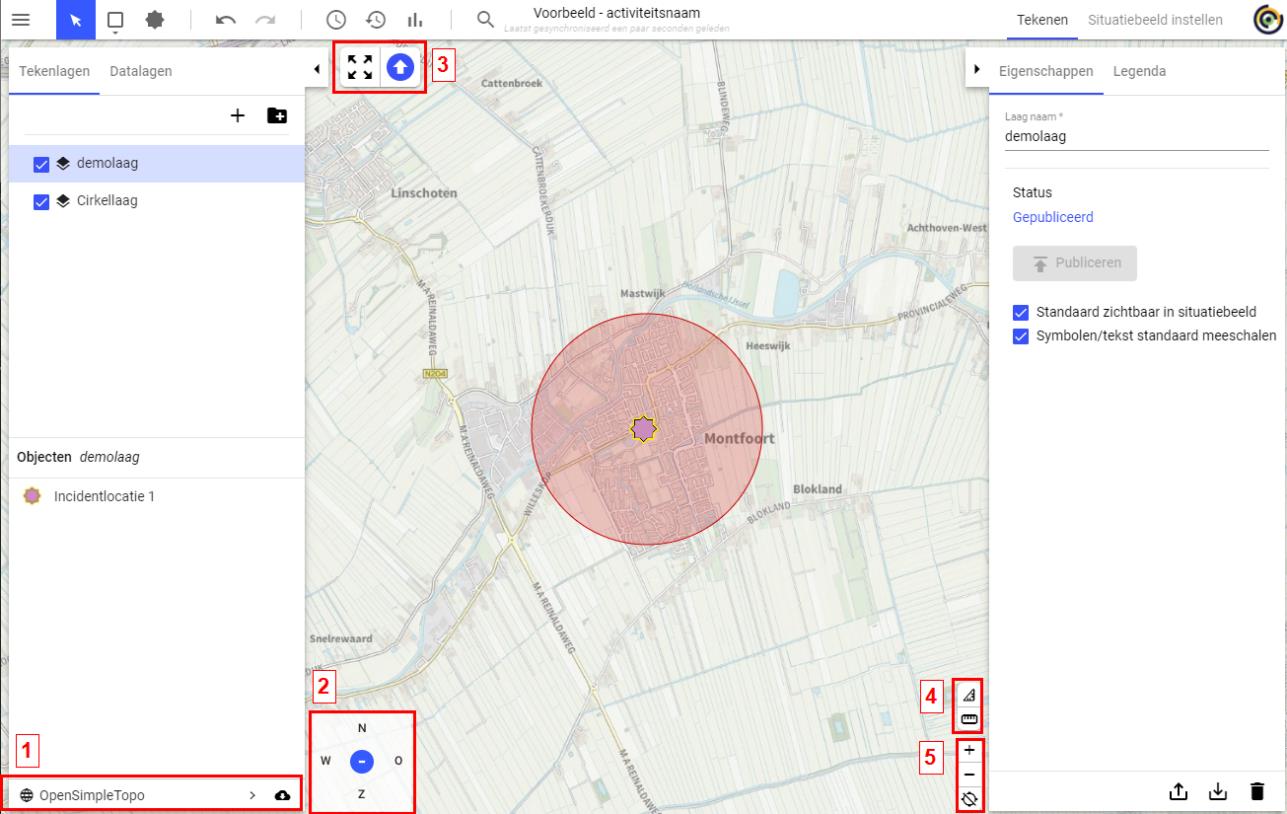 Voorbeeld - activiteitsnaam
Laatst gesynchroniseerd een paar seconden geleden
Tekenen
Situatiebeeld instellen
Tekenlagen
Datalagen
demolaag
Cirkellaag
Objecten demolaag
Incidentlocatie 1
1
OpenSimpleTopo
3
Cattenbroek
BLINDEWEG
CATTENBROEKERDIJK
Linschoten
Achthoven-West
M.A.REINALDAWEG
Mastwijk
Hollandsche IJssel
PROVINCIALEWEG
Heeswijk
N204
Montfoort
M.A.REINALDAWEG
WILLESKOP
Blokland
BLOKLAND
M.A.REINALDAWEG
Snelrewaard
DIJK
M.A.REINALDAWEG
2
N
W
-
O
Z
4
5
+
−
Eigenschappen
Legenda
Laag naam *
demolaag
Status
Gepubliceerd
Publiceren
Standaard zichtbaar in situatiebeeld
Symbolen/tekst standaard meeschalen